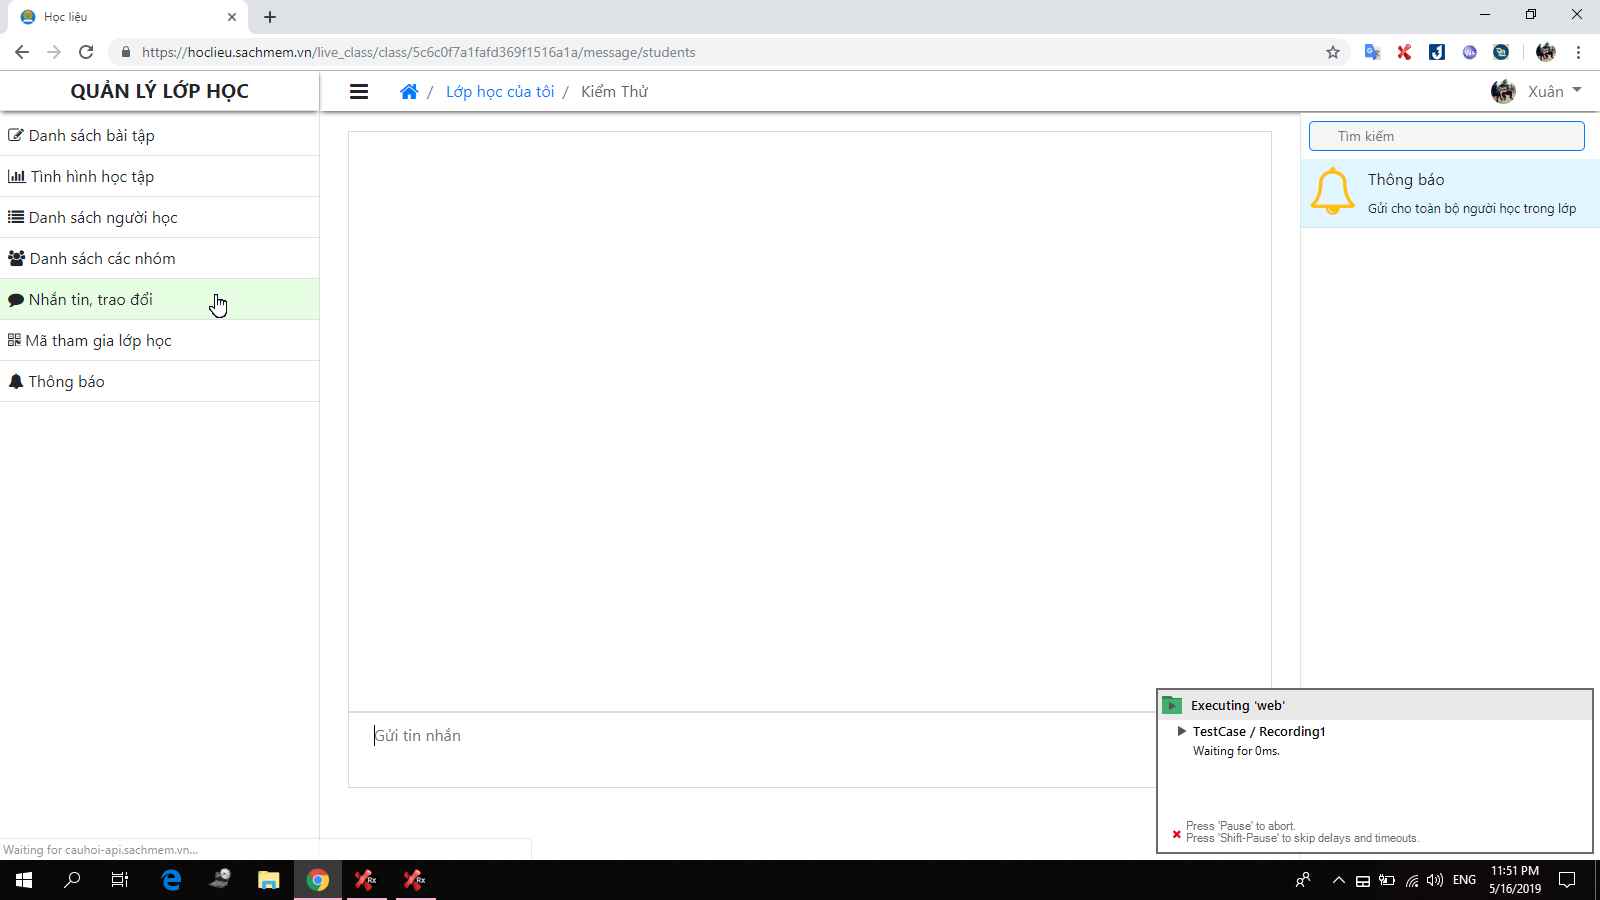 Học liệu
https://hoclieu.sachmem.vn/live_class/class/5c6c0f7a1fafd369f1516a1a/message/students
QUẢN LÝ LỚP HỌC
/ Lớp học của tôi / Kiểm Thử
Xuân
Danh sách bài tập
Tình hình học tập
Danh sách người học
Danh sách các nhóm
Nhắn tin, trao đổi
Mã tham gia lớp học
Thông báo
Tìm kiếm
Thông báo
Gửi cho toàn bộ người học trong lớp
Gửi tin nhắn
Executing 'web'
TestCase / Recording1
Waiting for 0ms.
Press 'Pause' to abort.
Press 'Shift-Pause' to skip delays and timeouts.
Waiting for cauhoi-api.sachmem.vn...
Rx
Rx
ENG
11:51 PM
5/16/2019